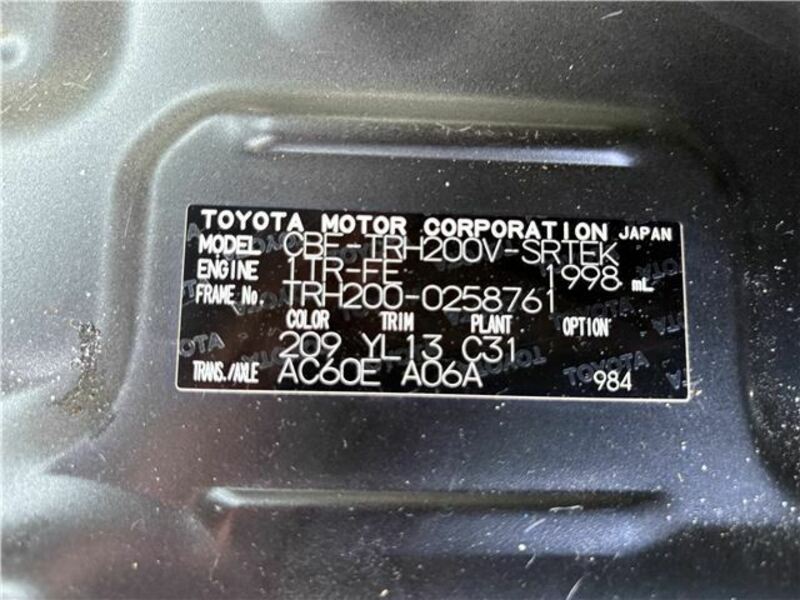 TOYOTA MOTOR CORPORATION JAPAN
MODEL CBF-TRH200V-SRTEK
ENGINE 1TR-FE 1998 mL
FRAME No. TRH200-0258761
COLOR TRIM PLANT OPTION
209 YL13 C31
TRANS./AXLE AC60E A06A 984